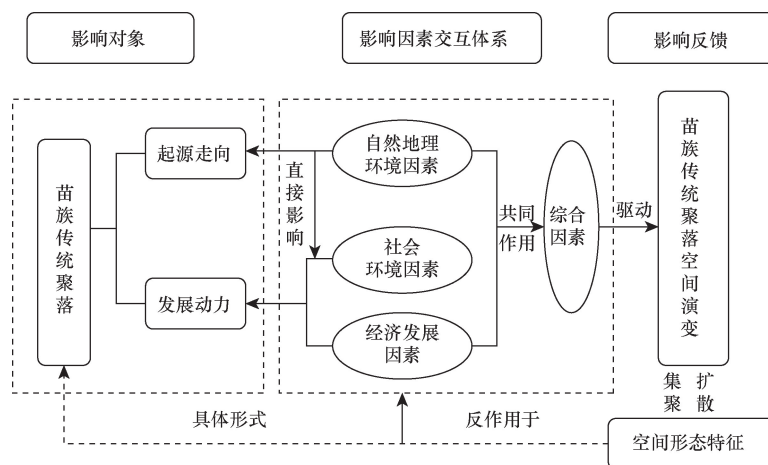 影响对象
影响因素交互体系
影响反馈
苗族传统聚落
起源走向
发展动力
直接影响
自然地理
环境因素
社会
环境因素
经济发展
因素
共同
作用
综合
因素
驱动
苗族传统聚落空间演变
集聚
扩散
具体形式
反作用于
空间形态特征